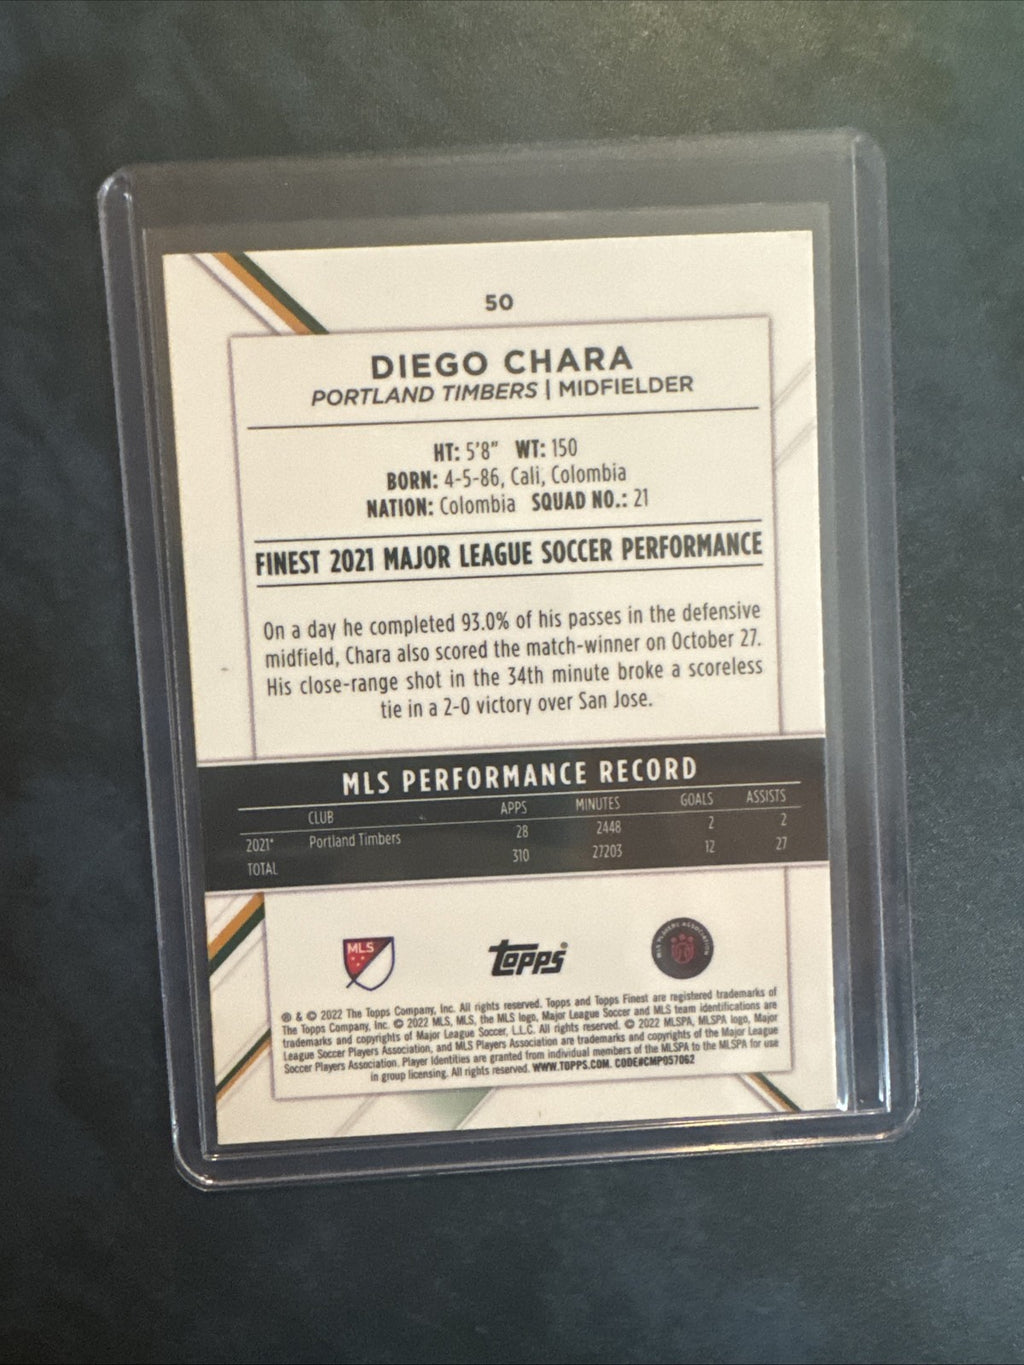 50
DIEGO CHARA
PORTLAND TIMBERS | MIDFIELDER
HT: 5'8" WT: 150
BORN: 4-5-86, Cali, Colombia
NATION: Colombia SQUAD NO.: 21
FINEST 2021 MAJOR LEAGUE SOCCER PERFORMANCE
On a day he completed 93.0% of his passes in the defensive
midfield, Chara also scored the match-winner on October 27.
His close-range shot in the 34th minute broke a scoreless
tie in a 2-0 victory over San Jose.
MLS PERFORMANCE RECORD
CLUB APPS MINUTES GOALS ASSISTS
2021* Portland Timbers 28 2448 2 2
TOTAL 310 27203 12 27
MLS
Topps
MLS PLAYERS ASSOCIATION
® & © 2022 The Topps Company, Inc. All rights reserved. Topps and Topps Finest are registered trademarks of
The Topps Company, Inc. © 2022 MLS, MLS, the MLS logo, Major League Soccer and MLS team identifications are
trademarks and copyrights of Major League Soccer, L.L.C. All rights reserved. © 2022 MLSPA, MLSPA logo, Major
League Soccer Players Association, and MLS Players Association are trademarks and copyrights of the Major League
Soccer Players Association. Player Identities are granted from individual members of the MLSPA to the MLSPA for use
in group licensing. All rights reserved. WWW.TOPPS.COM. CODE#CMP057062